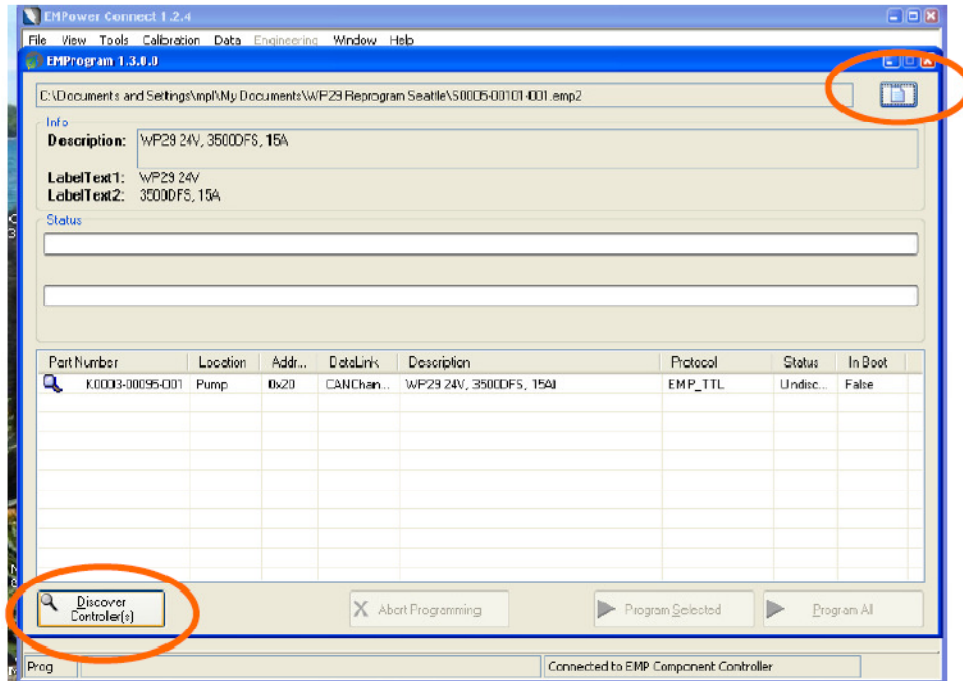 EMPower Connect 1.2.4
File View Tools Calibration Data Engineering Window Help
EMProgram 1.3.0.0
C:\Documents and Settings\mpl\My Documents\WP29 Reprogram Seattle\S0005-00101-001.emp2
Info
Description: WP29 24V, 3500DFS, 15A
LabelText1: WP29 24V
LabelText2: 3500DFS, 15A
Status
Part Number Location Addr... DataLink Description Protocol Status In Boot
K0003-00095-001 Pump 0x20 CANChan... WP29 24V, 3500DFS, 15A Undisc... False
EMP_TTL
Discover
Controller(s)
Abort Programming
Program Selected
Program All
Prog
Connected to EMP Component Controller